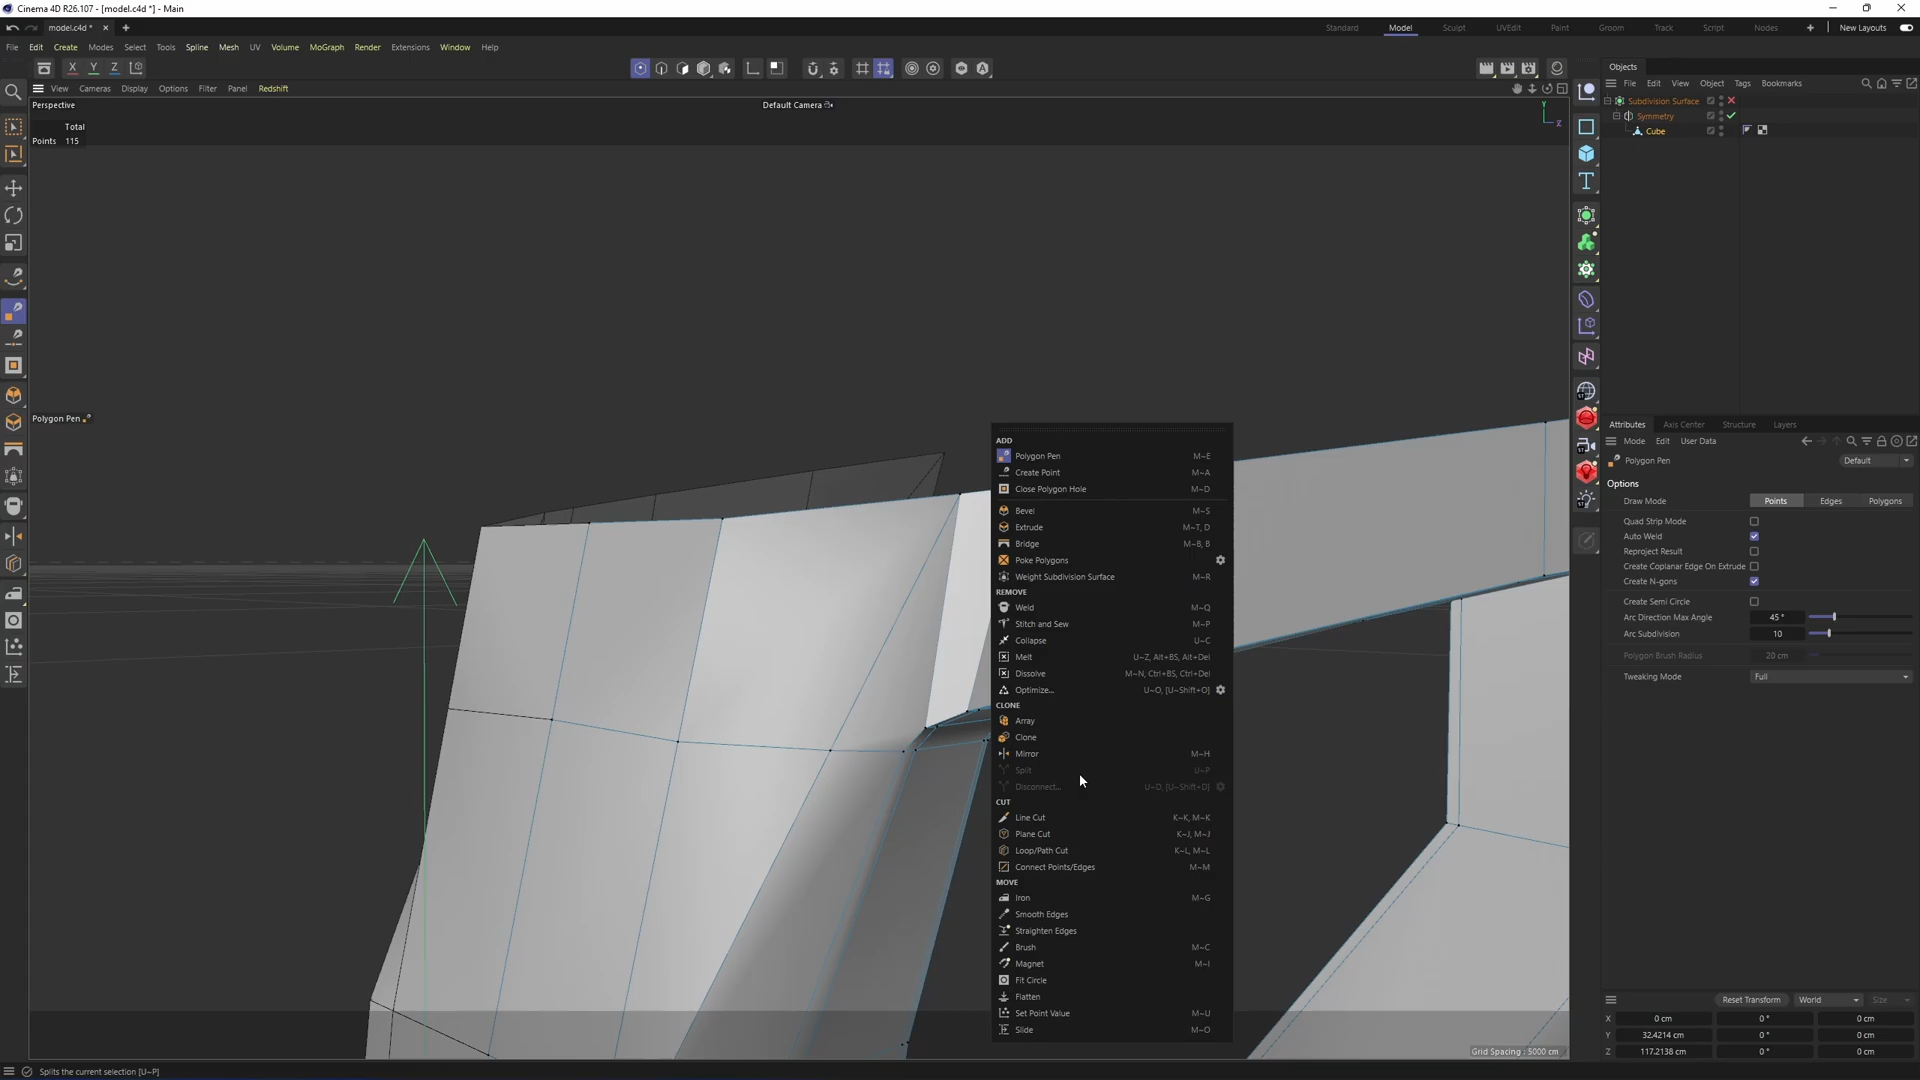 Cinema 4D R26.107 - [model.c4d *] - Main
model.c4d *
Standard Model Sculpt UVEdit Paint Groom Track Script Nodes New Layouts
File Edit Create Modes Select Tools Spline Mesh UV Volume MoGraph Render Extensions Window Help
X Y Z
View Cameras Display Options Filter Panel Redshift
Perspective
Default Camera
Total
Points 115
Polygon Pen
ADD
Polygon Pen M~E
Create Point M~A
Close Polygon Hole M~D
Bevel M~S
Extrude M~T, D
Bridge M~B, B
Poke Polygons
Weight Subdivision Surface M~R
REMOVE
Weld M~Q
Stitch and Sew M~P
Collapse U~C
Melt U~Z, Alt+BS, Alt+Del
Dissolve M~N, Ctrl+BS, Ctrl+Del
Optimize... U~O, [U~Shift+O]
CLONE
Array
Clone
Mirror M~H
Split U~P
Disconnect... U~D, [U~Shift+D]
CUT
Line Cut K~K, M~K
Plane Cut K~J, M~J
Loop/Path Cut K~L, M~L
Connect Points/Edges M~M
MOVE
Iron M~G
Smooth Edges
Straighten Edges
Brush M~C
Magnet M~I
Fit Circle
Flatten
Set Point Value M~U
Slide M~O
Grid Spacing : 5000 cm
Objects
File Edit View Object Tags Bookmarks
Subdivision Surface
Symmetry
Cube
Attributes Axis Center Structure Layers
Mode Edit User Data
Polygon Pen Default
Options
Draw Mode Points Edges Polygons
Quad Strip Mode
Auto Weld
Reproject Result
Create Coplanar Edge On Extrude
Create N-gons
Create Semi Circle
Arc Direction Max Angle 45 °
Arc Subdivision 10
Polygon Brush Radius 20 cm
Tweaking Mode Full
Reset Transform World Size
X 0 cm 0 ° 0 cm
Y 32.4214 cm 0 ° 0 cm
Z 117.2138 cm 0 ° 0 cm
Splits the current selection [U~P]